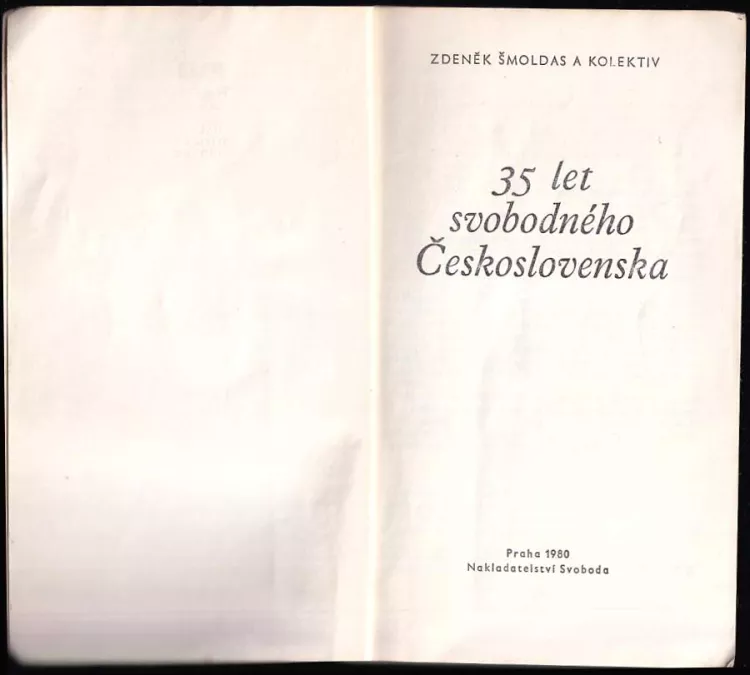 ZDENĚK ŠMOLDAS A KOLEKTIV
35 let
svobodného
Československa
Praha 1980
Nakladatelství Svoboda